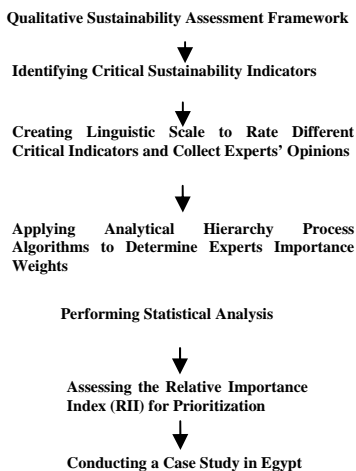 Qualitative Sustainability Assessment Framework
Identifying Critical Sustainability Indicators
Creating Linguistic Scale to Rate Different
Critical Indicators and Collect Experts’ Opinions
Applying Analytical Hierarchy Process
Algorithms to Determine Experts Importance
Weights
Performing Statistical Analysis
Assessing the Relative Importance
Index (RII) for Prioritization
Conducting a Case Study in Egypt